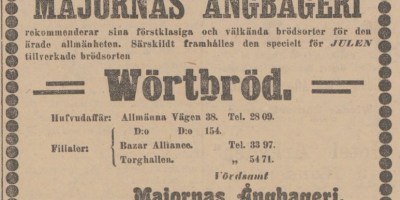 MAJORNAS ÅNGBAGERI
rekommenderar sina förstklasiga och välkända brödsorter för den
ärade allmänheten. Särskildt framhålles den specielt för JULEN
tillverkade brödsorten
Wörtbröd.
Hufvudaffär: Allmänna Vägen 38. Tel. 28 09.
D:o D:o 154.
Filialer: Bazar Alliance. Tel. 33 97.
Torghallen. „ 54 71.
Vördsamt
Majornas Ångbageri.